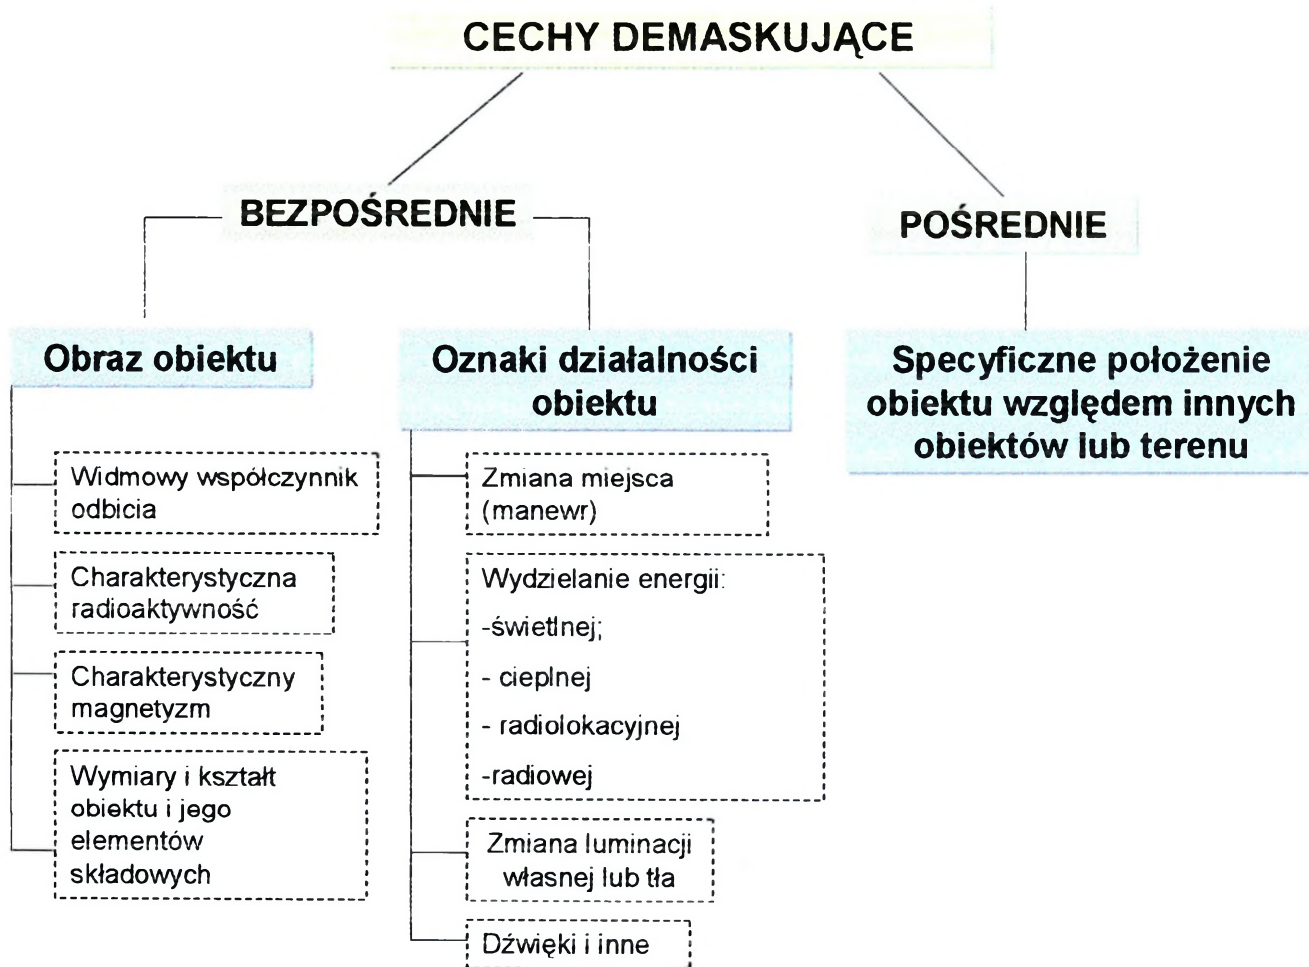 CECHY DEMASKUJĄCE
BEZPOŚREDNIE
POŚREDNIE
Obraz obiektu
Widmowy współczynnik
odbicia
Charakterystyczna
radioaktywność
Charakterystyczny
magnetyzm
Wymiary i kształt
obiektu i jego
elementów
składowych
Oznaki działalności
obiektu
Zmiana miejsca
(manewr)
Wydzielanie energii:
-świetlnej;
- cieplnej
- radiolokacyjnej
-radiowej
Zmiana luminacji
własnej lub tła
Dźwięki i inne
Specyficzne położenie
obiektu względem innych
obiektów lub terenu